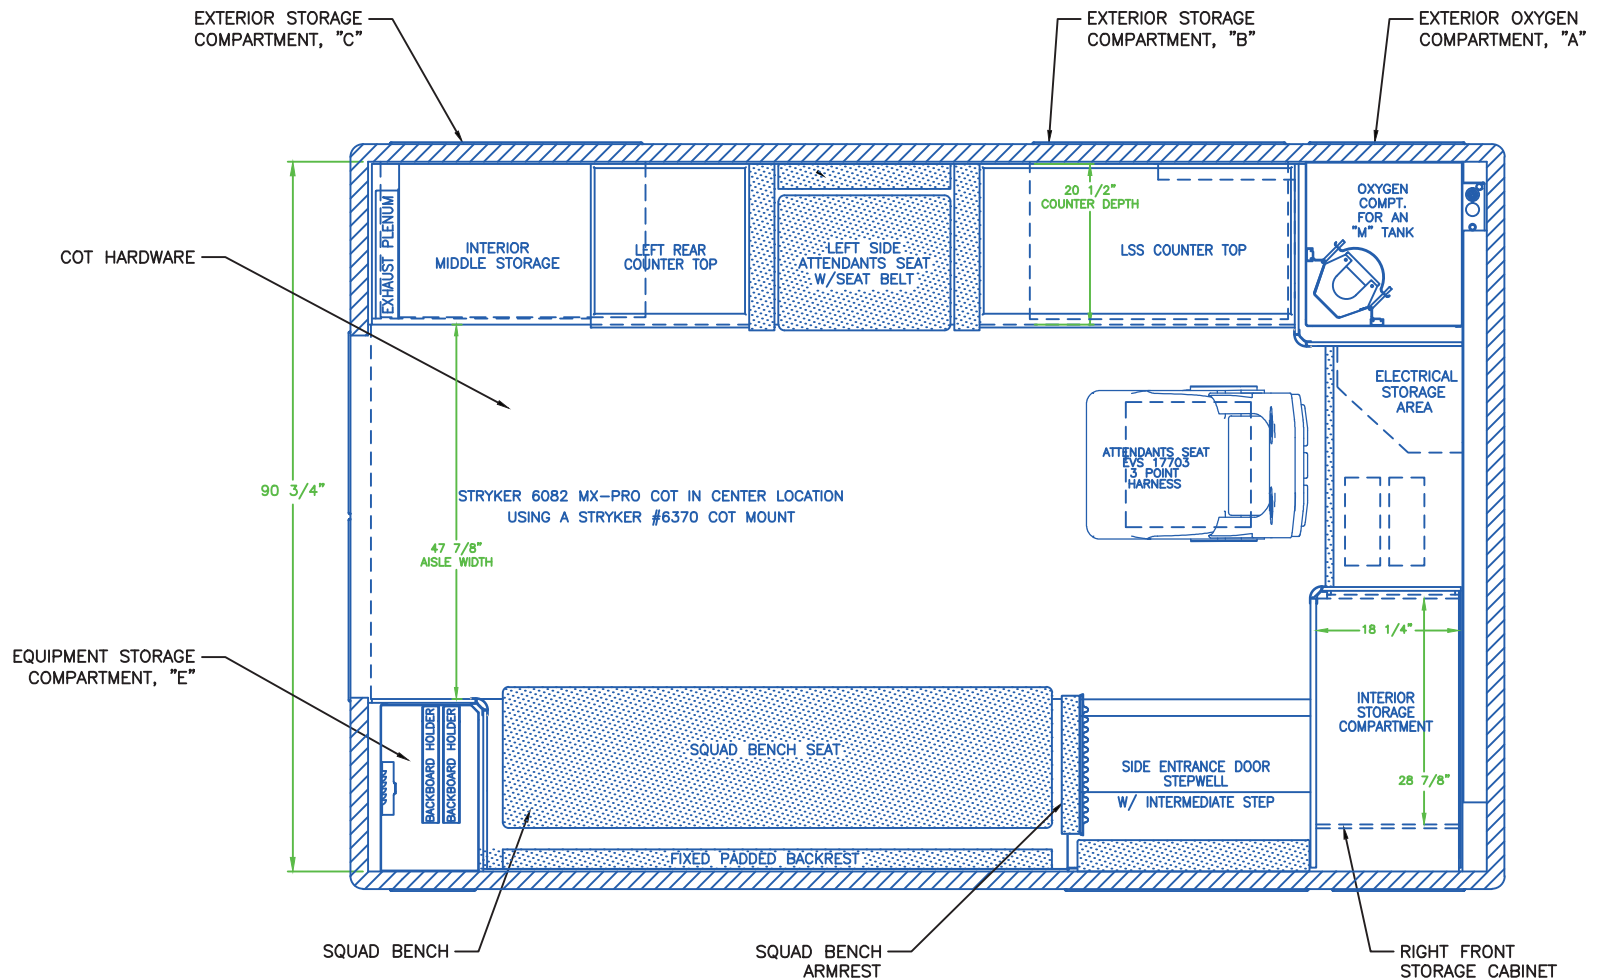 EXTERIOR STORAGE
COMPARTMENT, "C"
EXTERIOR STORAGE
COMPARTMENT, "B"
EXTERIOR OXYGEN
COMPARTMENT, "A"
EXHAUST PLENUM
INTERIOR
MIDDLE STORAGE
LEFT REAR
COUNTER TOP
LEFT SIDE
ATTENDANTS SEAT
W/SEAT BELT
20 1/2"
COUNTER DEPTH
LSS COUNTER TOP
OXYGEN
COMPT.
FOR AN
"M" TANK
COT HARDWARE
ELECTRICAL
STORAGE
AREA
ATTENDANTS SEAT
EVS 17703
3 POINT
HARNESS
90 3/4"
STRYKER 6082 MX-PRO COT IN CENTER LOCATION
USING A STRYKER #6370 COT MOUNT
47 7/8"
AISLE WIDTH
18 1/4"
EQUIPMENT STORAGE
COMPARTMENT, "E"
BACKBOARD HOLDER
BACKBOARD HOLDER
SQUAD BENCH SEAT
SIDE ENTRANCE DOOR
STEPWELL
W/ INTERMEDIATE STEP
INTERIOR
STORAGE
COMPARTMENT
28 7/8"
FIXED PADDED BACKREST
SQUAD BENCH
SQUAD BENCH
ARMREST
RIGHT FRONT
STORAGE CABINET